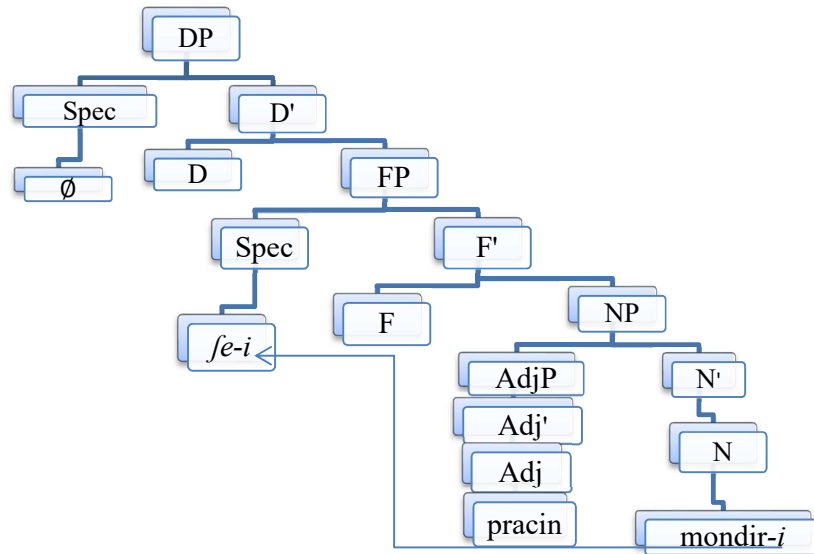 DP
Spec D'
Ø D FP
Spec F'
ʃe-i F NP
AdjP N'
Adj' N
Adj
pracin mondir-i